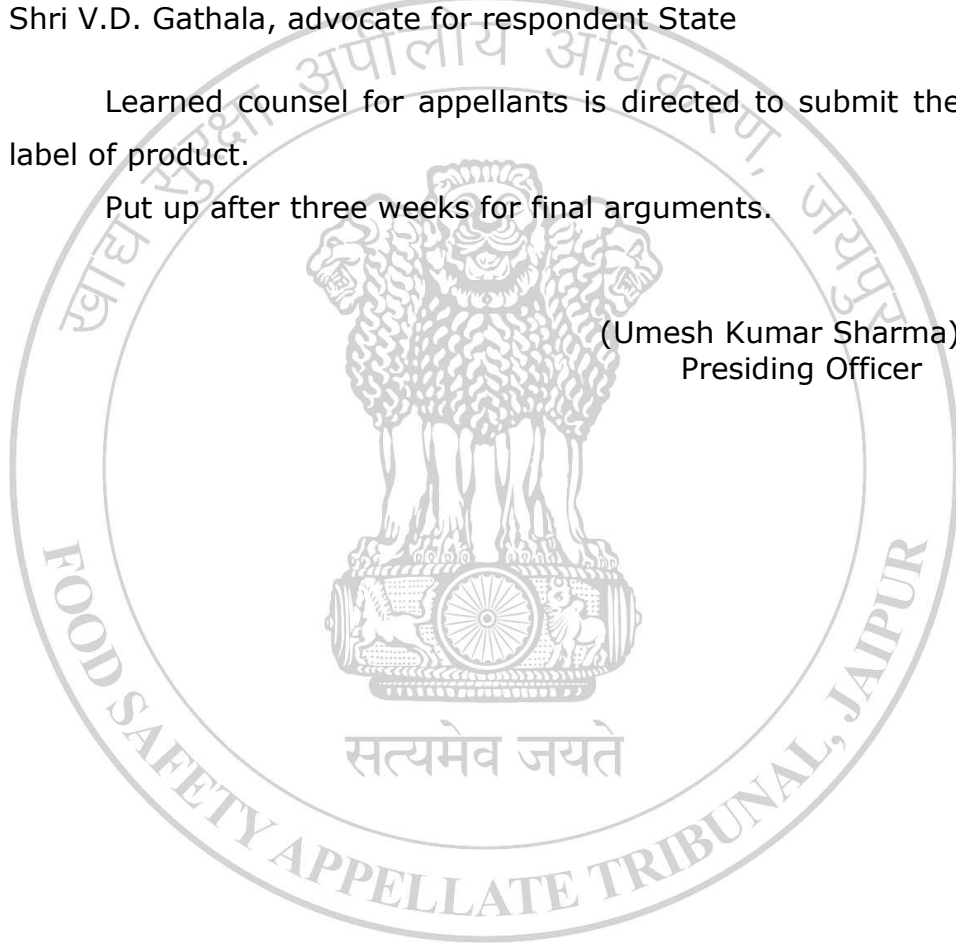 Shri V.D. Gathala, advocate for respondent State
Learned counsel for appellants is directed to submit the
label of product.
Put up after three weeks for final arguments.
(Umesh Kumar Sharma)
Presiding Officer
खाद्य सुरक्षा अपीलीय अधिकरण, जयपुर
सत्यमेव जयते
FOOD SAFETY APPELLATE TRIBUNAL, JAIPUR